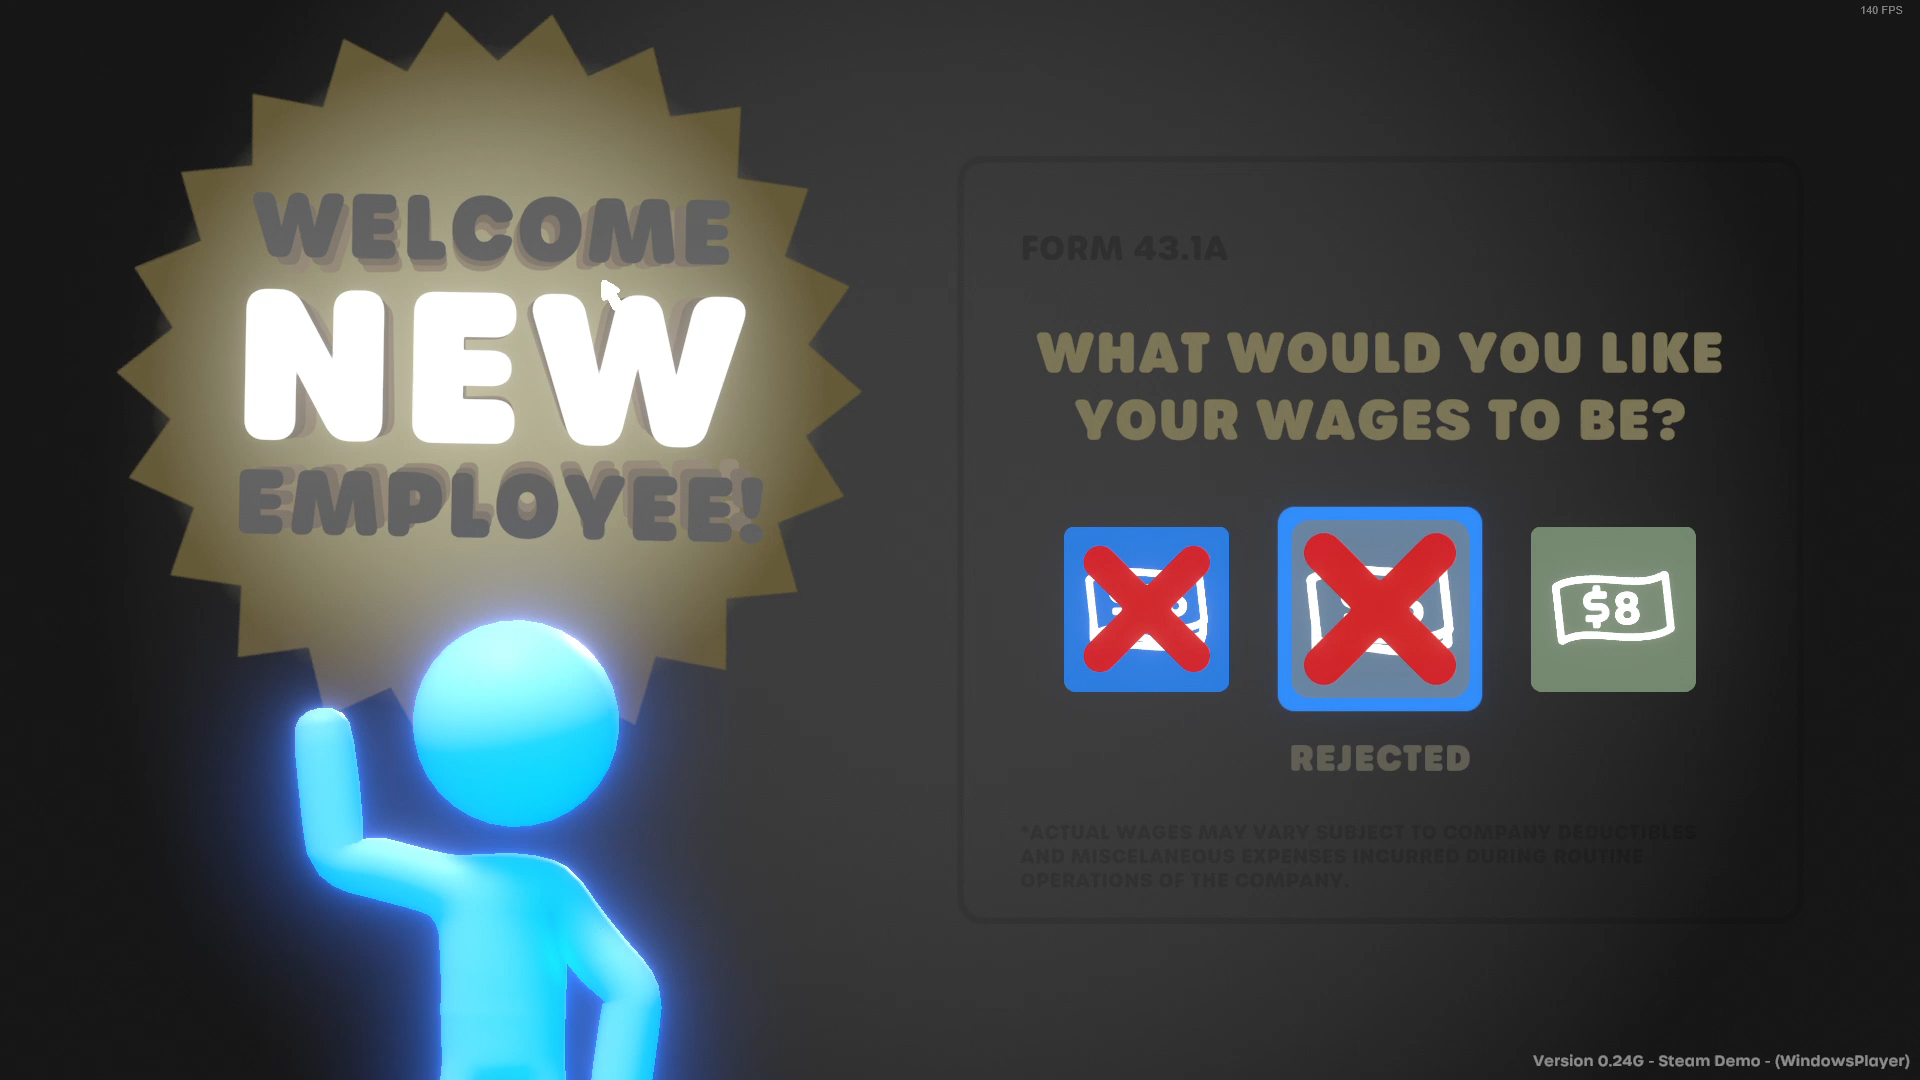 140 FPS
WELCOME
NEW
EMPLOYEE!
FORM 43.1A
WHAT WOULD YOU LIKE
YOUR WAGES TO BE?
$8
REJECTED
*ACTUAL WAGES MAY VARY SUBJECT TO COMPANY DEDUCTIBLES
AND MISCELANEOUS EXPENSES INCURRED DURING ROUTINE
OPERATIONS OF THE COMPANY.
Version 0.24G - Steam Demo - (WindowsPlayer)